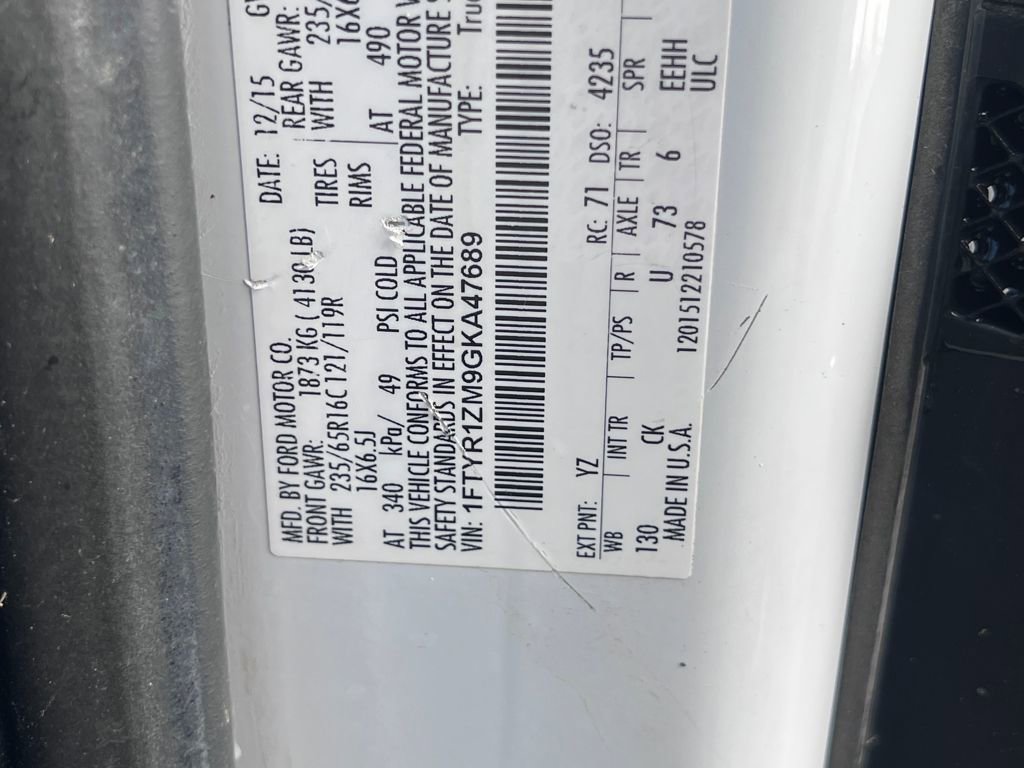 MFD. BY FORD MOTOR CO. DATE: 12/15
FRONT GAWR: 1873 KG ( 4130 LB) REAR GAWR:
WITH 235/65R16C 121/119R TIRES WITH 235/
16X6.5J RIMS
AT 340 kPa/ 49 PSI COLD AT 490
THIS VEHICLE CONFORMS TO ALL APPLICABLE FEDERAL MOTOR
SAFETY STANDARDS IN EFFECT ON THE DATE OF MANUFACTURE
VIN: 1FTYR1ZM9GKA47689 TYPE:
EXT PNT: YZ RC: 71 DSO: 4235
WB | INT TR | TP/PS | R | AXLE | TR | SPR
130 CK U 73 6 EEHH
MADE IN U.S.A. 1201512210578 ULC